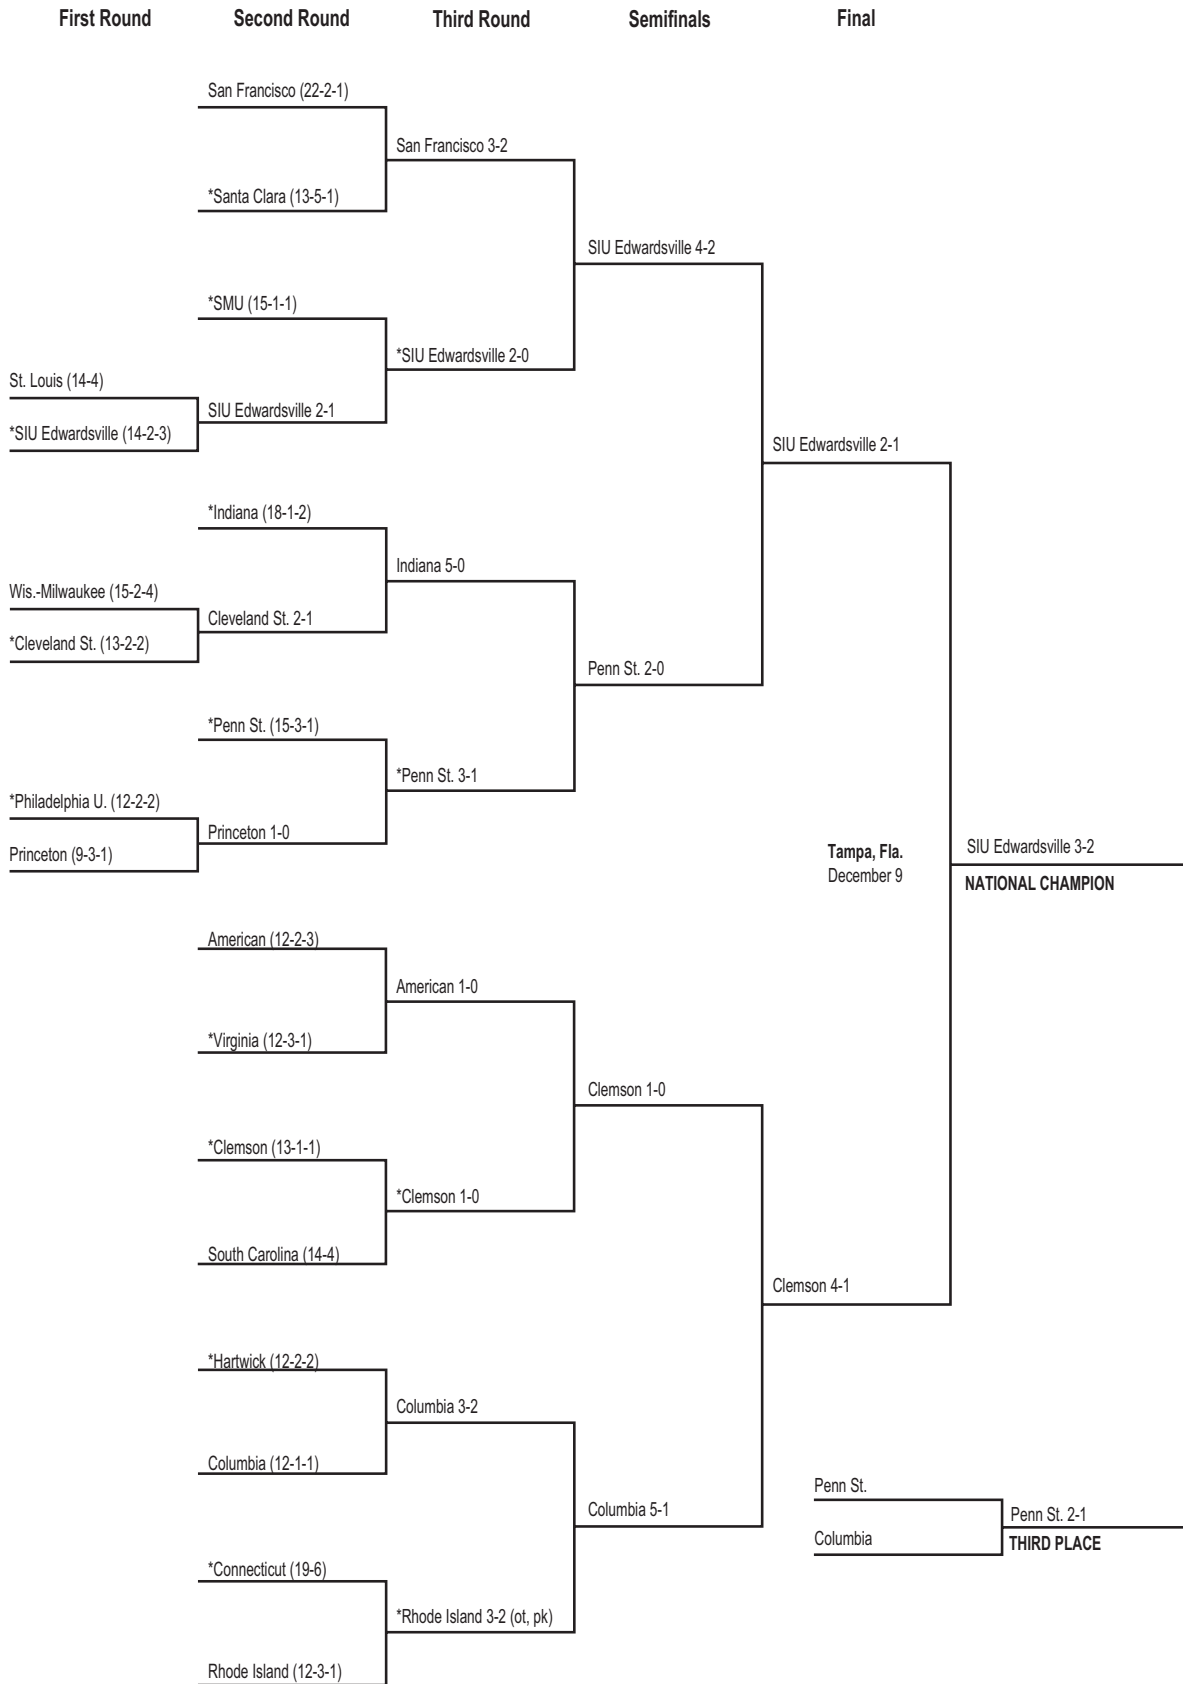 First Round
Second Round
Third Round
Semifinals
Final
San Francisco (22-2-1)
San Francisco 3-2
*Santa Clara (13-5-1)
SIU Edwardsville 4-2
*SMU (15-1-1)
*SIU Edwardsville 2-0
St. Louis (14-4)
SIU Edwardsville 2-1
*SIU Edwardsville (14-2-3)
SIU Edwardsville 2-1
*Indiana (18-1-2)
Indiana 5-0
Wis.-Milwaukee (15-2-4)
Cleveland St. 2-1
*Cleveland St. (13-2-2)
Penn St. 2-0
*Penn St. (15-3-1)
*Penn St. 3-1
*Philadelphia U. (12-2-2)
Princeton 1-0
Princeton (9-3-1)
Tampa, Fla.
December 9
SIU Edwardsville 3-2
NATIONAL CHAMPION
American (12-2-3)
American 1-0
*Virginia (12-3-1)
Clemson 1-0
*Clemson (13-1-1)
*Clemson 1-0
South Carolina (14-4)
Clemson 4-1
*Hartwick (12-2-2)
Columbia 3-2
Columbia (12-1-1)
Columbia 5-1
*Connecticut (19-6)
*Rhode Island 3-2 (ot, pk)
Rhode Island (12-3-1)
Penn St.
Penn St. 2-1
Columbia
THIRD PLACE